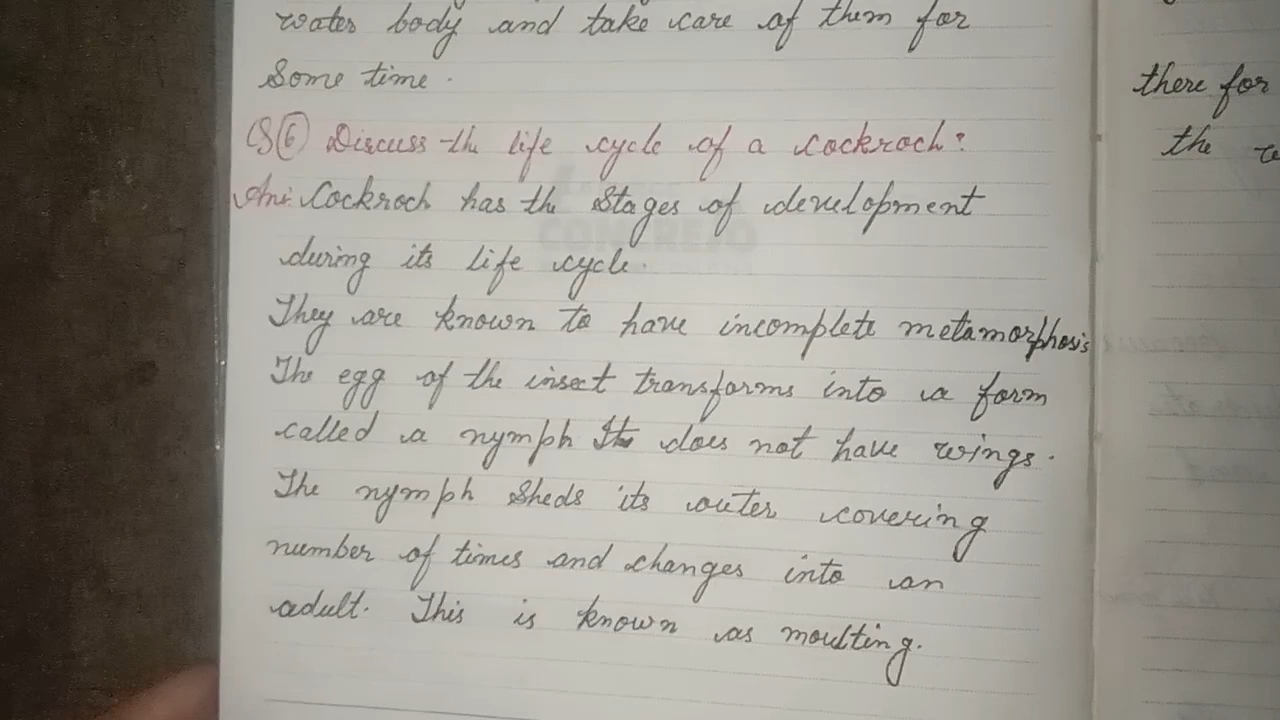 water body and take care of them for
some time.
Q6 Discuss the life cycle of a cockroch?
Ans: Cockroch has the stages of development
during its life cycle.
They are known to have incomplete metamorphosis
The egg of the insect transforms into a form
called a nymph It does not have wings.
The nymph sheds its outer covering
number of times and changes into an
adult. This is known as moulting.
there for
the
CONCRETO